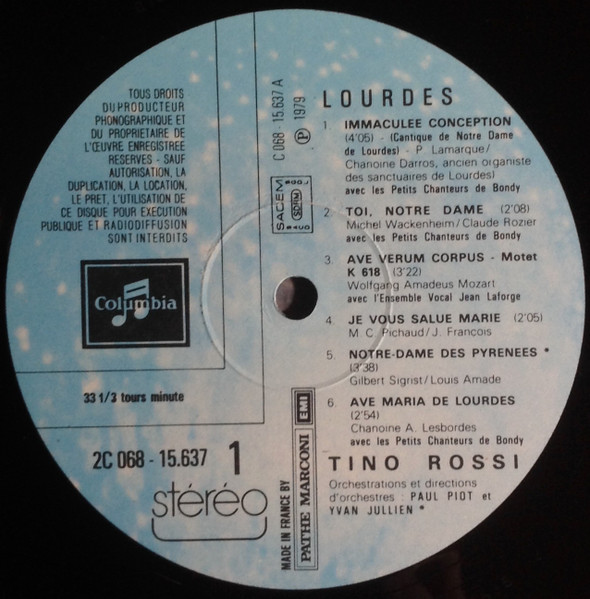 TOUS DROITS
DU PRODUCTEUR
PHONOGRAPHIQUE ET
DU PROPRIETAIRE DE
L'ŒUVRE ENREGISTREE
RESERVES - SAUF
AUTORISATION, LA
DUPLICATION, LA LOCATION,
LE PRET, L'UTILISATION DE
CE DISQUE POUR EXECUTION
PUBLIQUE ET RADIODIFFUSION
SONT INTERDITS
Columbia
33 1/3 tours minute
2C 068 - 15.637 1
stéréo
C 068 - 15.637 A
Ⓟ 1979
SACEM
SDRM
MADE IN FRANCE BY
PATHE MARCONI EMI
LOURDES
1. IMMACULEE CONCEPTION
(4'05) - (Cantique de Notre Dame
de Lourdes) - P. Lamarque/
Chanoine Darros, ancien organiste
des sanctuaires de Lourdes)
avec les Petits Chanteurs de Bondy
2. TOI, NOTRE DAME (2'08)
Michel Wackenheim/Claude Rozier
avec les Petits Chanteurs de Bondy
3. AVE VERUM CORPUS - Motet
K 618 (3'22)
Wolfgang Amadeus Mozart
avec l'Ensemble Vocal Jean Laforge
4. JE VOUS SALUE MARIE (2'05)
M. C. Pichaud/J. François
5. NOTRE-DAME DES PYRENEES *
(3'38)
Gilbert Sigrist/Louis Amade
6. AVE MARIA DE LOURDES
(2'54)
Chanoine A. Lesbordes
avec les Petits Chanteurs de Bondy
TINO ROSSI
Orchestrations et directions
d'orchestres : PAUL PIOT et
YVAN JULLIEN *